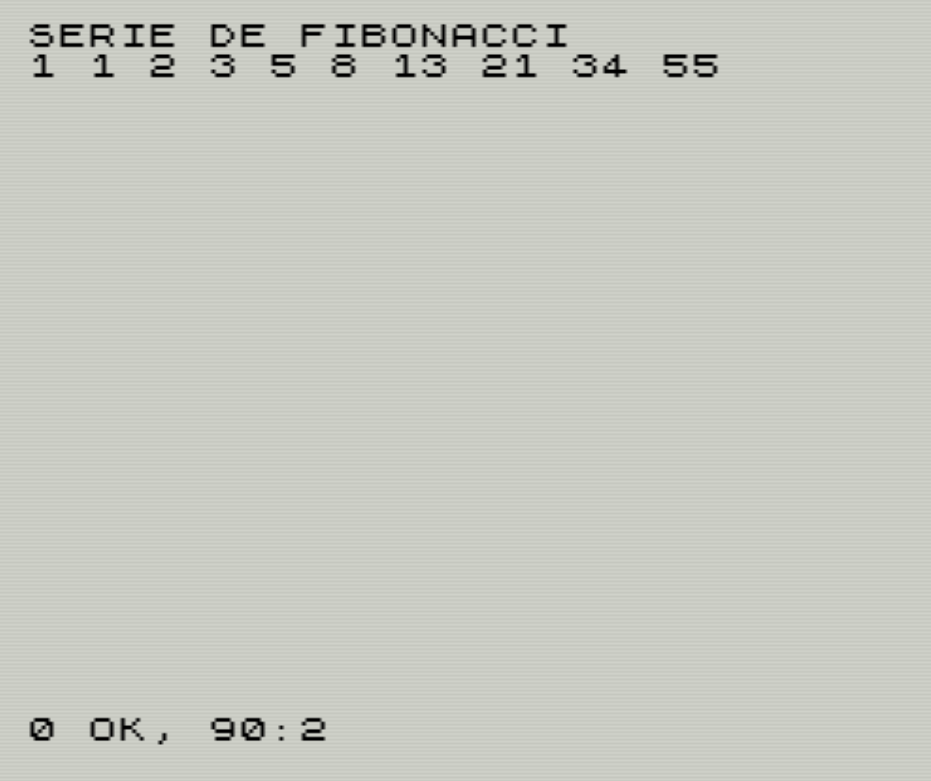 SERIE DE FIBONACCI
1 1 2 3 5 8 13 21 34 55
0 OK, 90:2